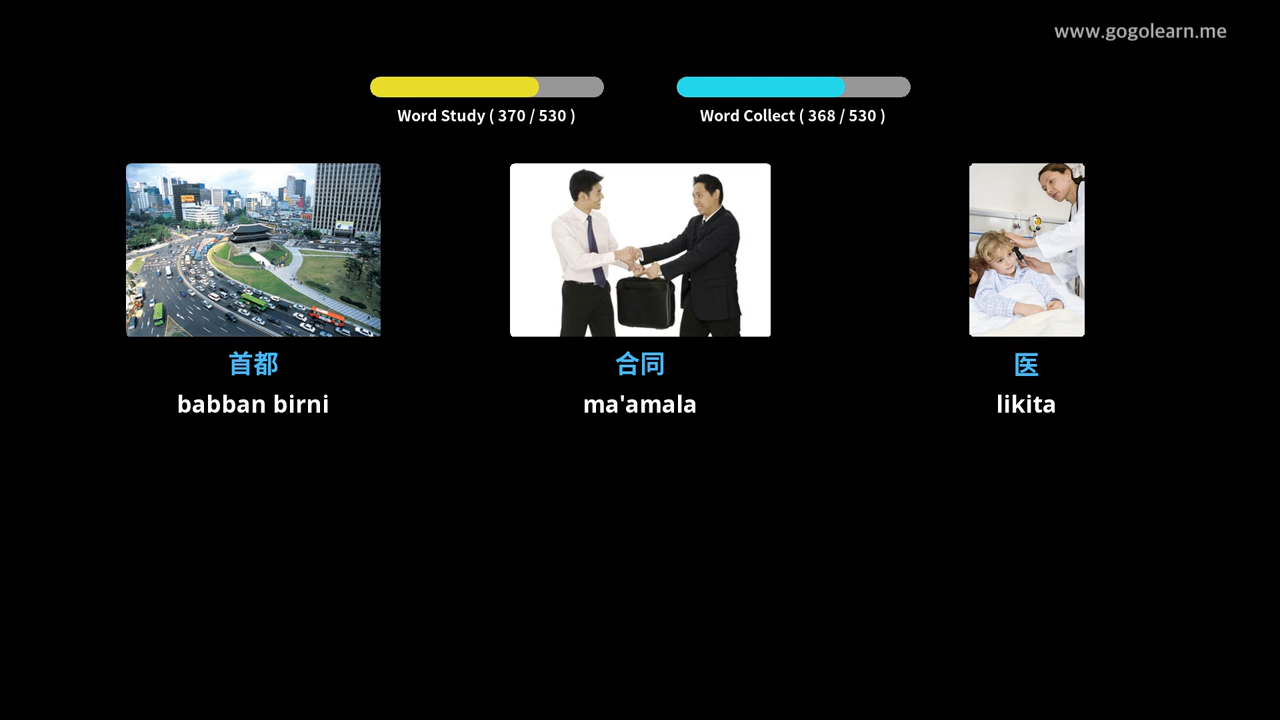 www.gogolearn.me
Word Study ( 370 / 530 )
Word Collect ( 368 / 530 )
首都
合同
医
babban birni
ma'amala
likita